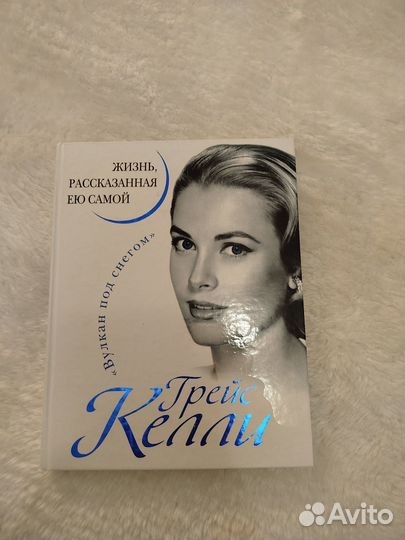 ЖИЗНЬ,
РАССКАЗАННАЯ
ЕЮ САМОЙ
«Вулкан под снегом»
Грейс
Келли
Avito